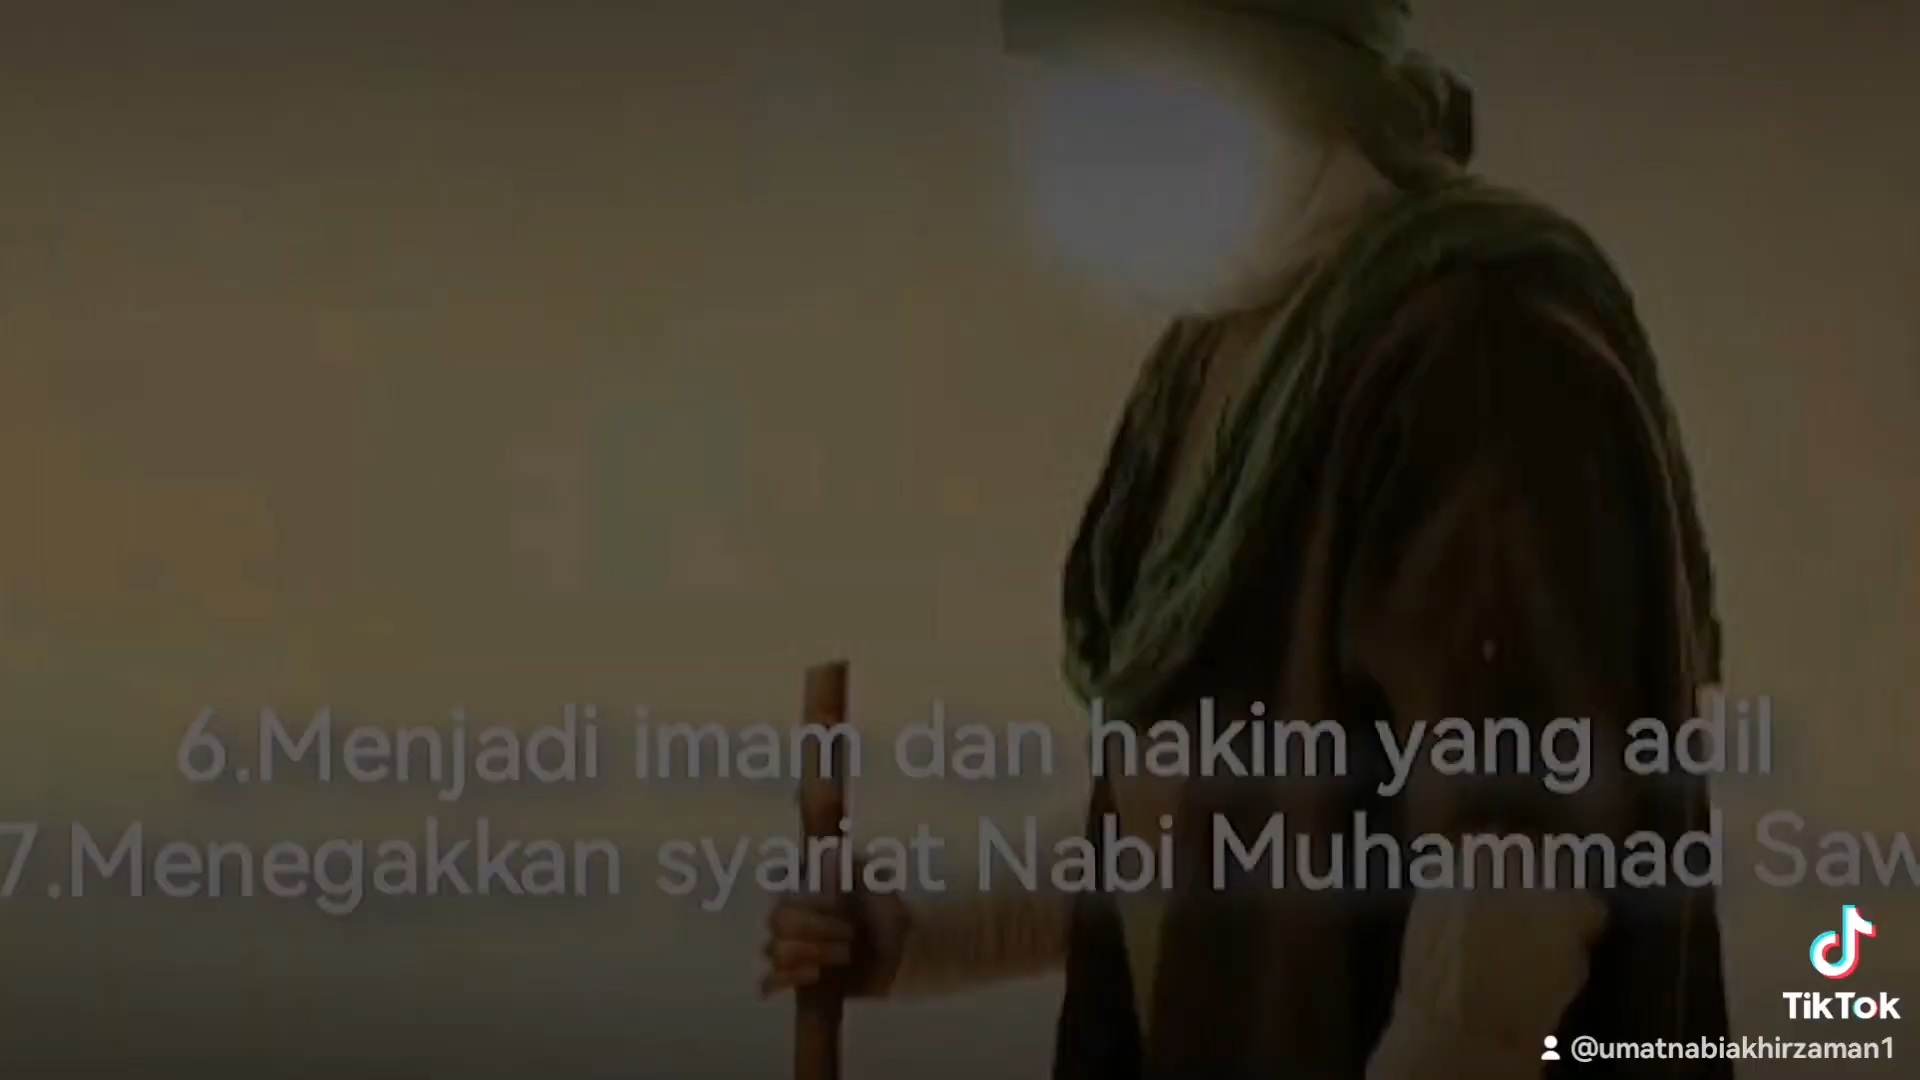 6.Menjadi imam dan hakim yang adil
7.Menegakkan syariat Nabi Muhammad Saw
TikTok
@umatnabiakhirzaman1